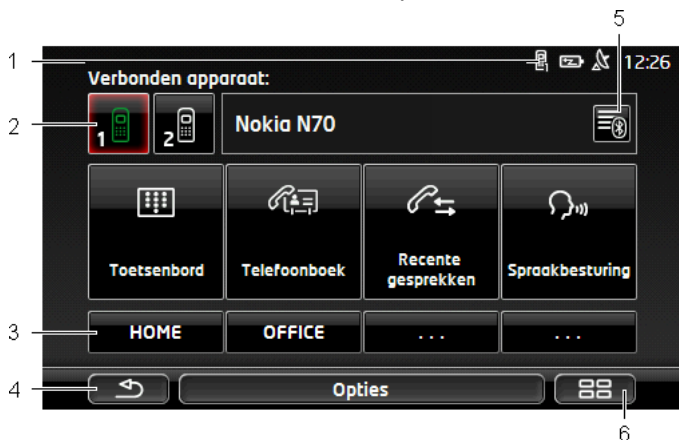 5
1
12:26
Verbonden apparaat:
2
1
2
Nokia N70
Toetsenbord
Telefoonboek
Recente
gesprekken
Spraakbesturing
3
HOME
OFFICE
...
...
4
Opties
6